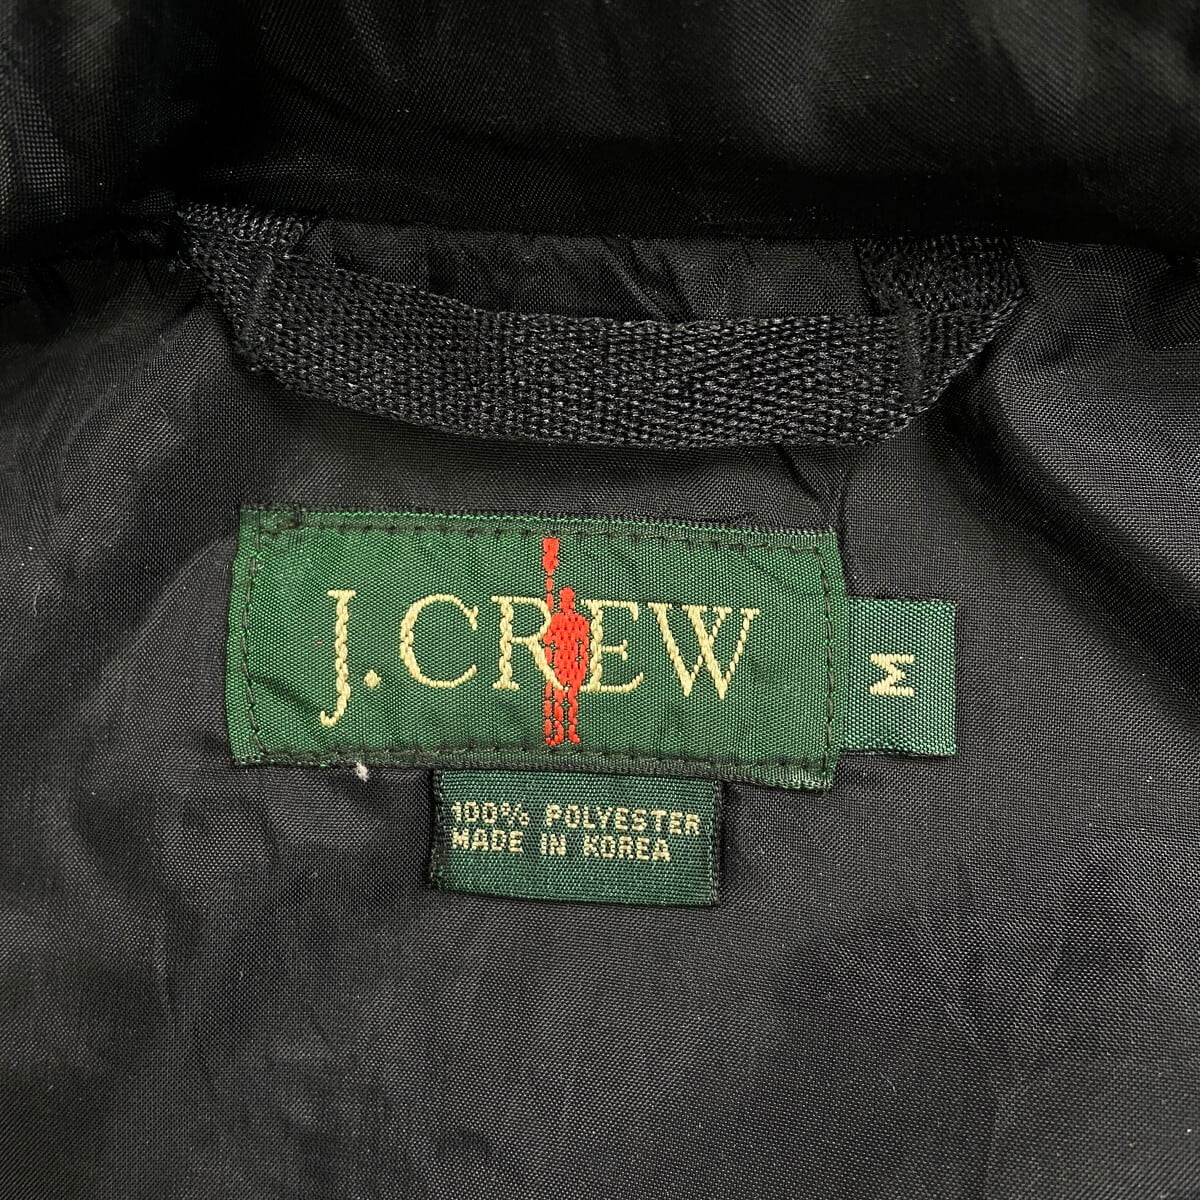 J.CREW
M
100% POLYESTER
MADE IN KOREA